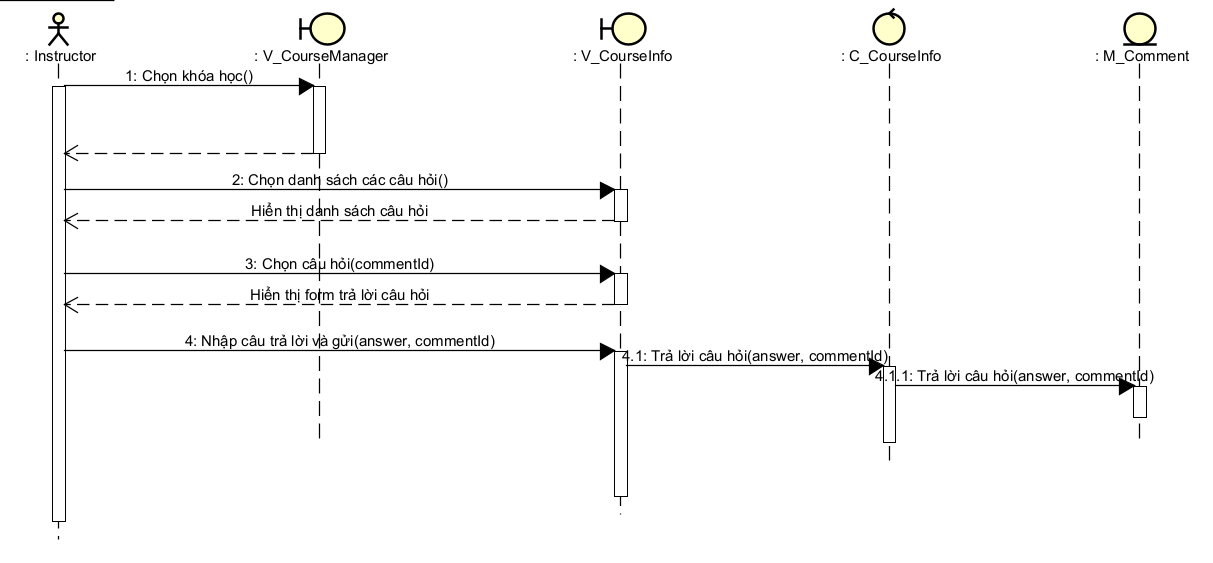 : Instructor
: V_CourseManager
: V_CourseInfo
: C_CourseInfo
: M_Comment
1: Chọn khóa học()
2: Chọn danh sách các câu hỏi()
Hiển thị danh sách câu hỏi
3: Chọn câu hỏi(commentId)
Hiển thị form trả lời câu hỏi
4: Nhập câu trả lời và gửi(answer, commentId)
4.1: Trả lời câu hỏi(answer, commentId)
4.1.1: Trả lời câu hỏi(answer, commentId)